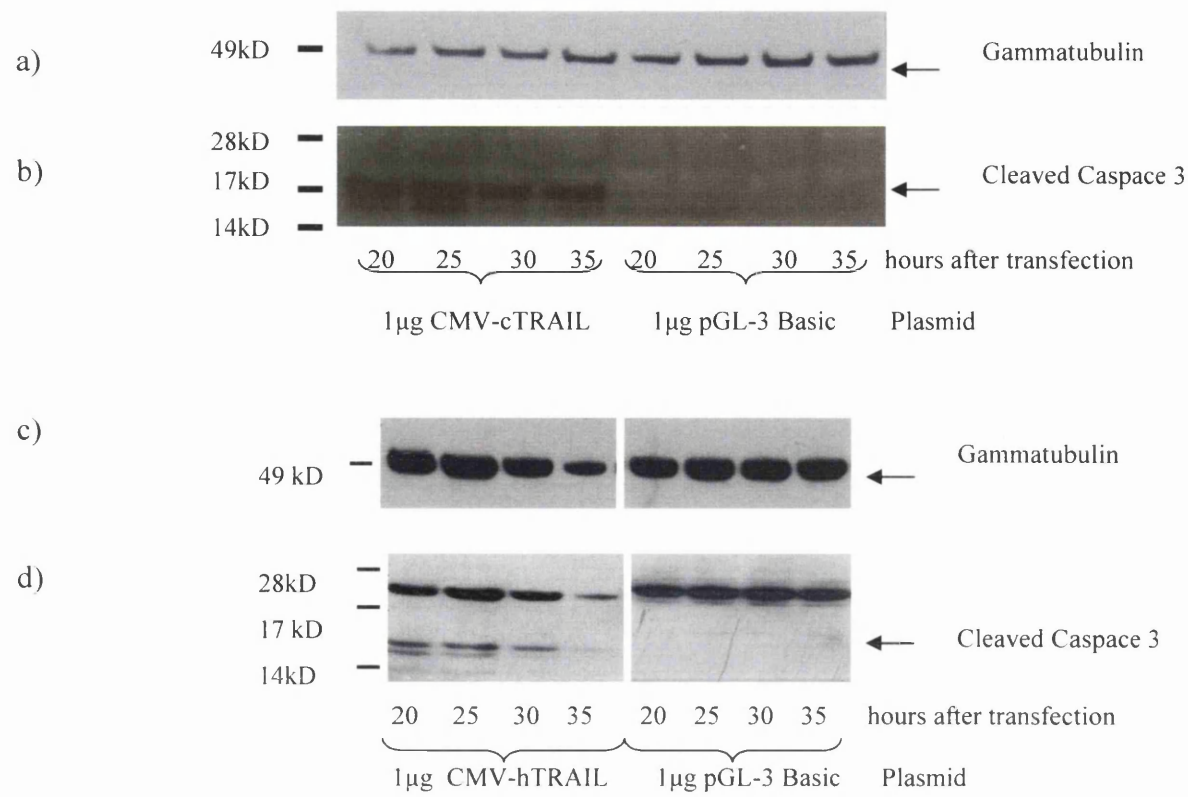 a)
49kD
Gammatubulin
b)
28kD
17kD
14kD
Cleaved Caspace 3
20 25 30 35 20 25 30 35 hours after transfection
1μg CMV-cTRAIL 1μg pGL-3 Basic Plasmid
c)
49 kD
Gammatubulin
d)
28kD
17 kD
14kD
Cleaved Caspace 3
20 25 30 35 20 25 30 35 hours after transfection
1μg CMV-hTRAIL 1μg pGL-3 Basic Plasmid